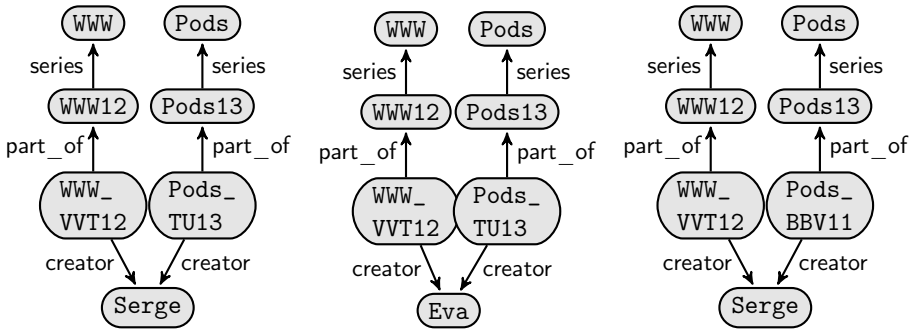 WWW Pods
series series
WWW12 Pods13
part_of part_of
WWW_ Pods_
VVT12 TU13
creator creator
Serge
WWW Pods
series series
WWW12 Pods13
part_of part_of
WWW_ Pods_
VVT12 TU13
creator creator
Eva
WWW Pods
series series
WWW12 Pods13
part_of part_of
WWW_ Pods_
VVT12 BBV11
creator creator
Serge